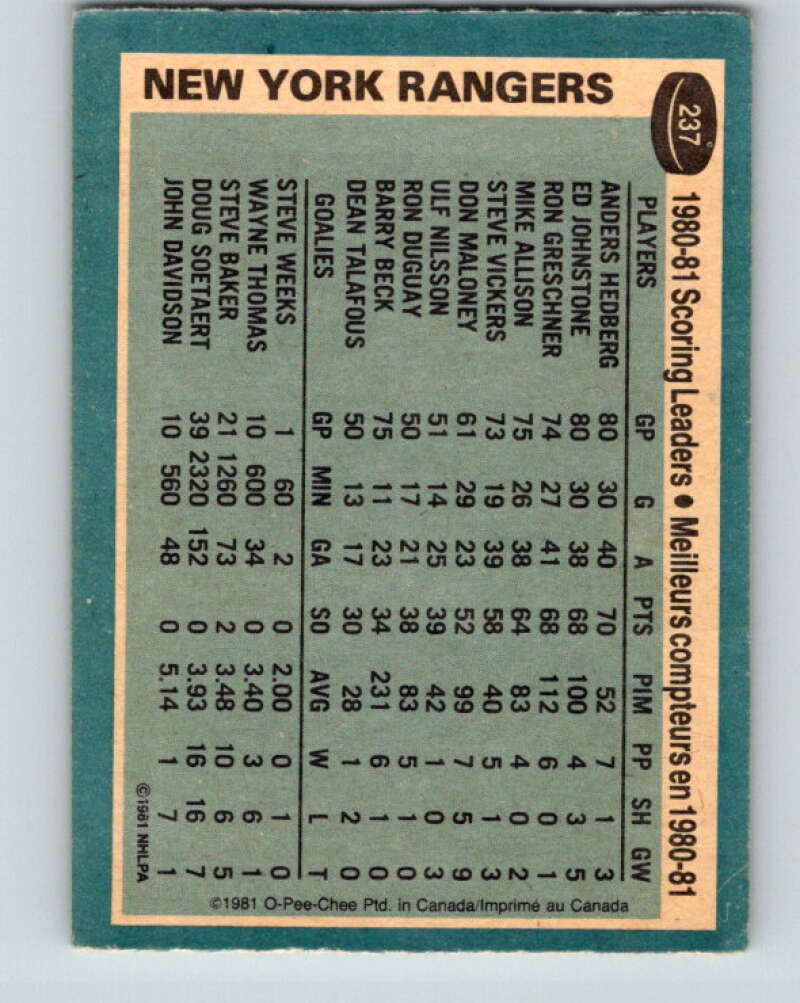 NEW YORK RANGERS
237
1980-81 Scoring Leaders • Meilleurs compteurs en 1980-81
PLAYERS GP G A PTS PIM PP SH GW
ANDERS HEDBERG 80 30 40 70 52 7 1 3
ED JOHNSTONE 80 30 38 68 100 4 3 5
RON GRESCHNER 74 27 41 68 112 6 0 1
MIKE ALLISON 75 26 38 64 83 4 0 2
STEVE VICKERS 73 19 39 58 40 5 1 3
DON MALONEY 61 29 23 52 99 7 5 9
ULF NILSSON 51 14 25 39 42 1 0 3
RON DUGUAY 50 17 21 38 83 5 1 0
BARRY BECK 75 11 23 34 231 6 1 0
DEAN TALAFOUS 50 13 17 30 28 1 2 0
GOALIES GP MIN GA SO AVG W L T
STEVE WEEKS 1 60 2 0 2.00 0 1 0
WAYNE THOMAS 10 600 34 0 3.40 3 6 1
STEVE BAKER 21 1260 73 2 3.48 10 6 5
DOUG SOETAERT 39 2320 152 0 3.93 16 16 7
JOHN DAVIDSON 10 560 48 0 5.14 1 7 1
©1981 NHLPA
©1981 O-Pee-Chee Ptd. in Canada/Imprimé au Canada